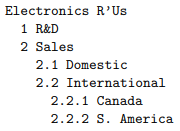 Electronics R'Us
1 R&D
2 Sales
2.1 Domestic
2.2 International
2.2.1 Canada
2.2.2 S. America